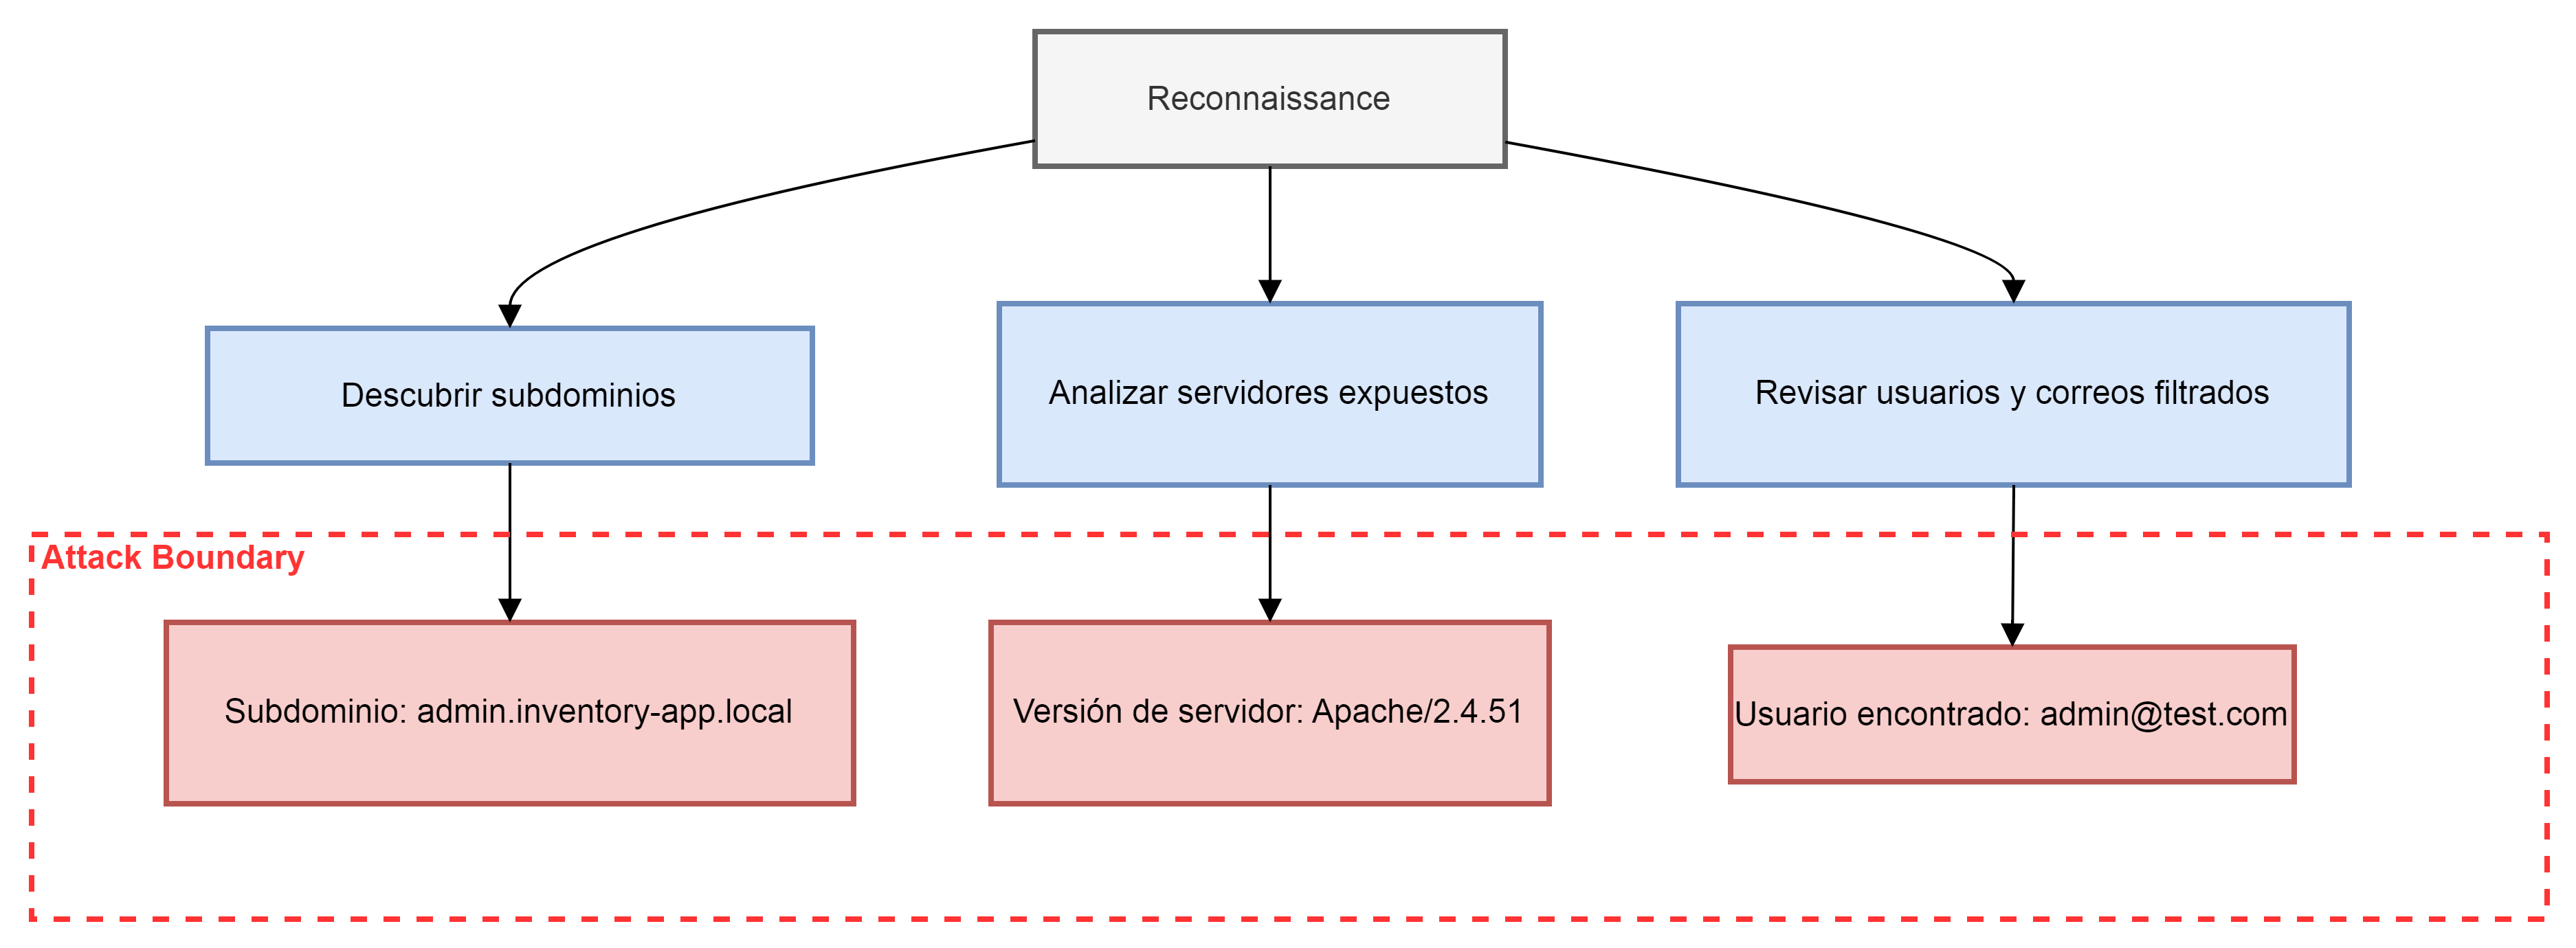 Reconnaissance
Descubrir subdominios
Analizar servidores expuestos
Revisar usuarios y correos filtrados
Attack Boundary
Subdominio: admin.inventory-app.local
Versión de servidor: Apache/2.4.51
Usuario encontrado: admin@test.com